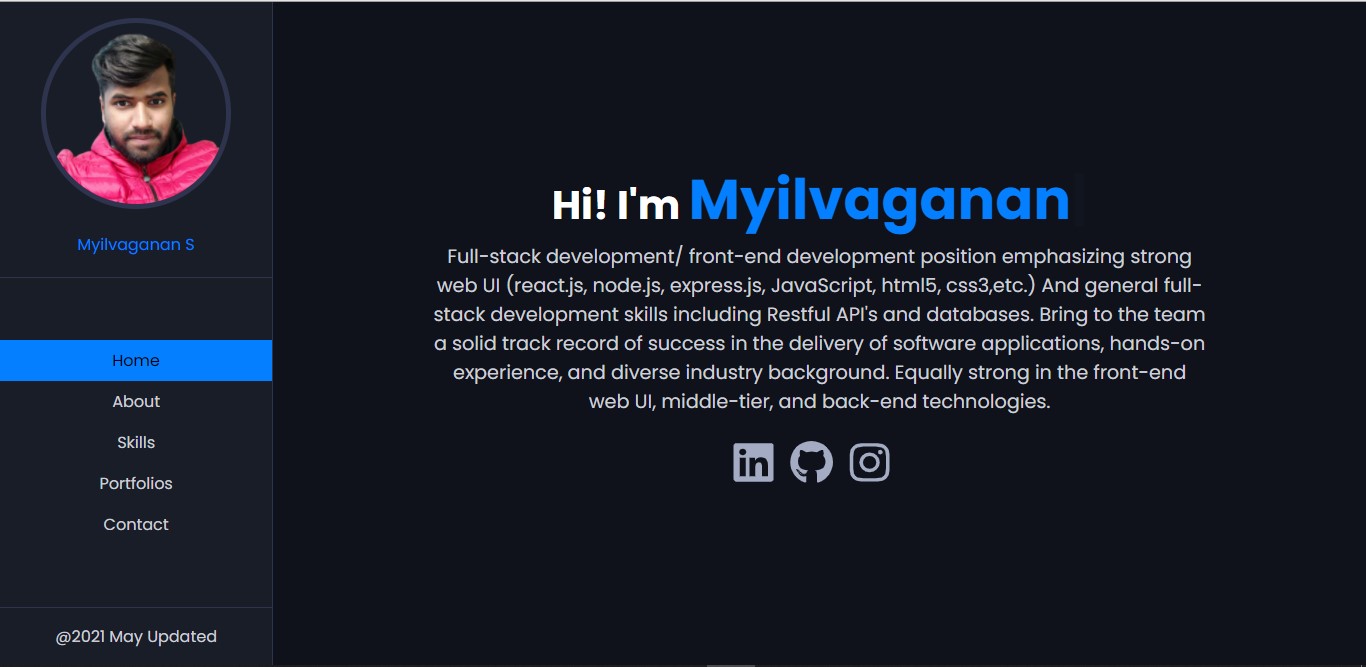 Myilvaganan S
Home
About
Skills
Portfolios
Contact
@2021 May Updated
Hi! I'm Myilvaganan
Full-stack development/ front-end development position emphasizing strong
web UI (react.js, node.js, express.js, JavaScript, html5, css3,etc.) And general full-
stack development skills including Restful API's and databases. Bring to the team
a solid track record of success in the delivery of software applications, hands-on
experience, and diverse industry background. Equally strong in the front-end
web UI, middle-tier, and back-end technologies.
in